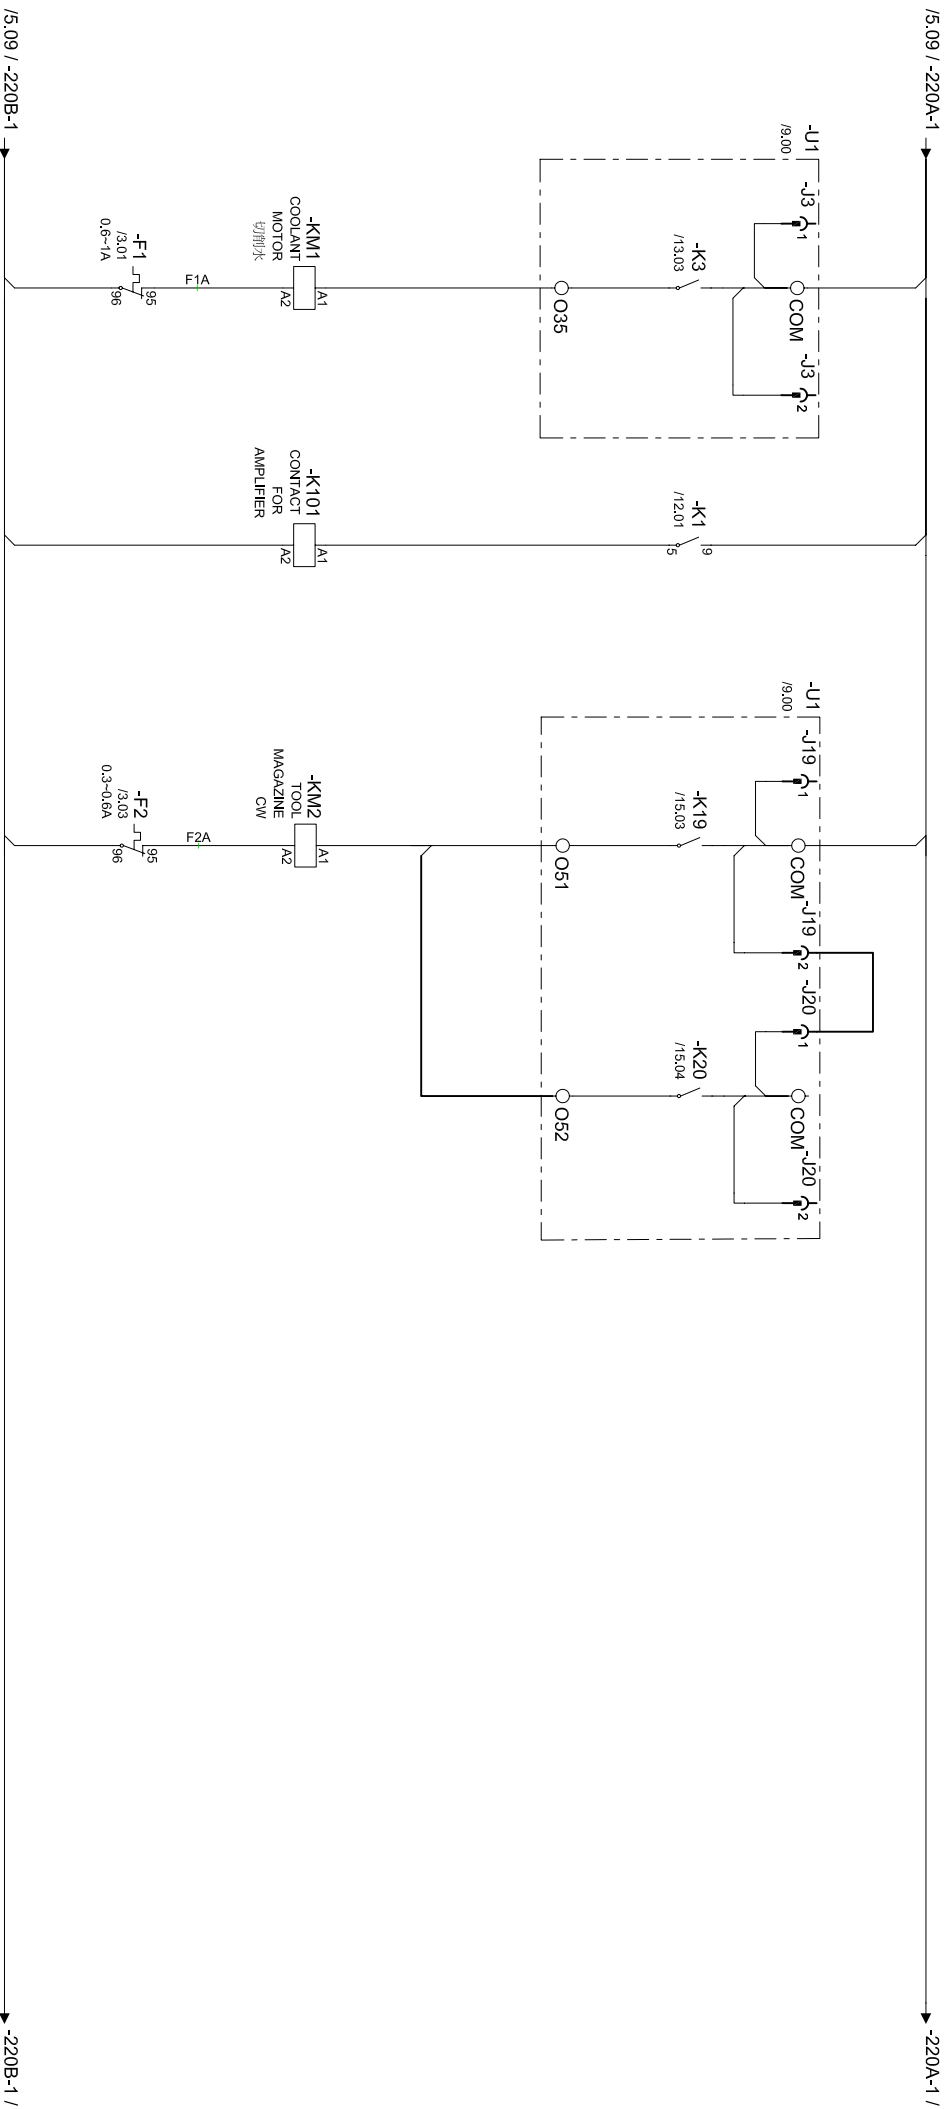 /5.09 / -220A-1
-220A-1 /
-U1
/9.00
-J3
1
COM
-J3
2
-K3
/13.03
O35
-KM1
COOLANT
MOTOR
切削水
A1
A2
F1A
-F1
/3.01
0.6~1A
95
96
-K1
/12.01
9
5
-K101
CONTACT
FOR
AMPLIFIER
A1
A2
-U1
/9.00
-J19
1
COM
-J19
2
-J20
1
COM
-J20
2
-K19
/15.03
-K20
/15.04
O51
O52
-KM2
TOOL
MAGAZINE
CW
A1
A2
F2A
-F2
/3.03
0.3~0.6A
95
96
/5.09 / -220B-1
-220B-1 /